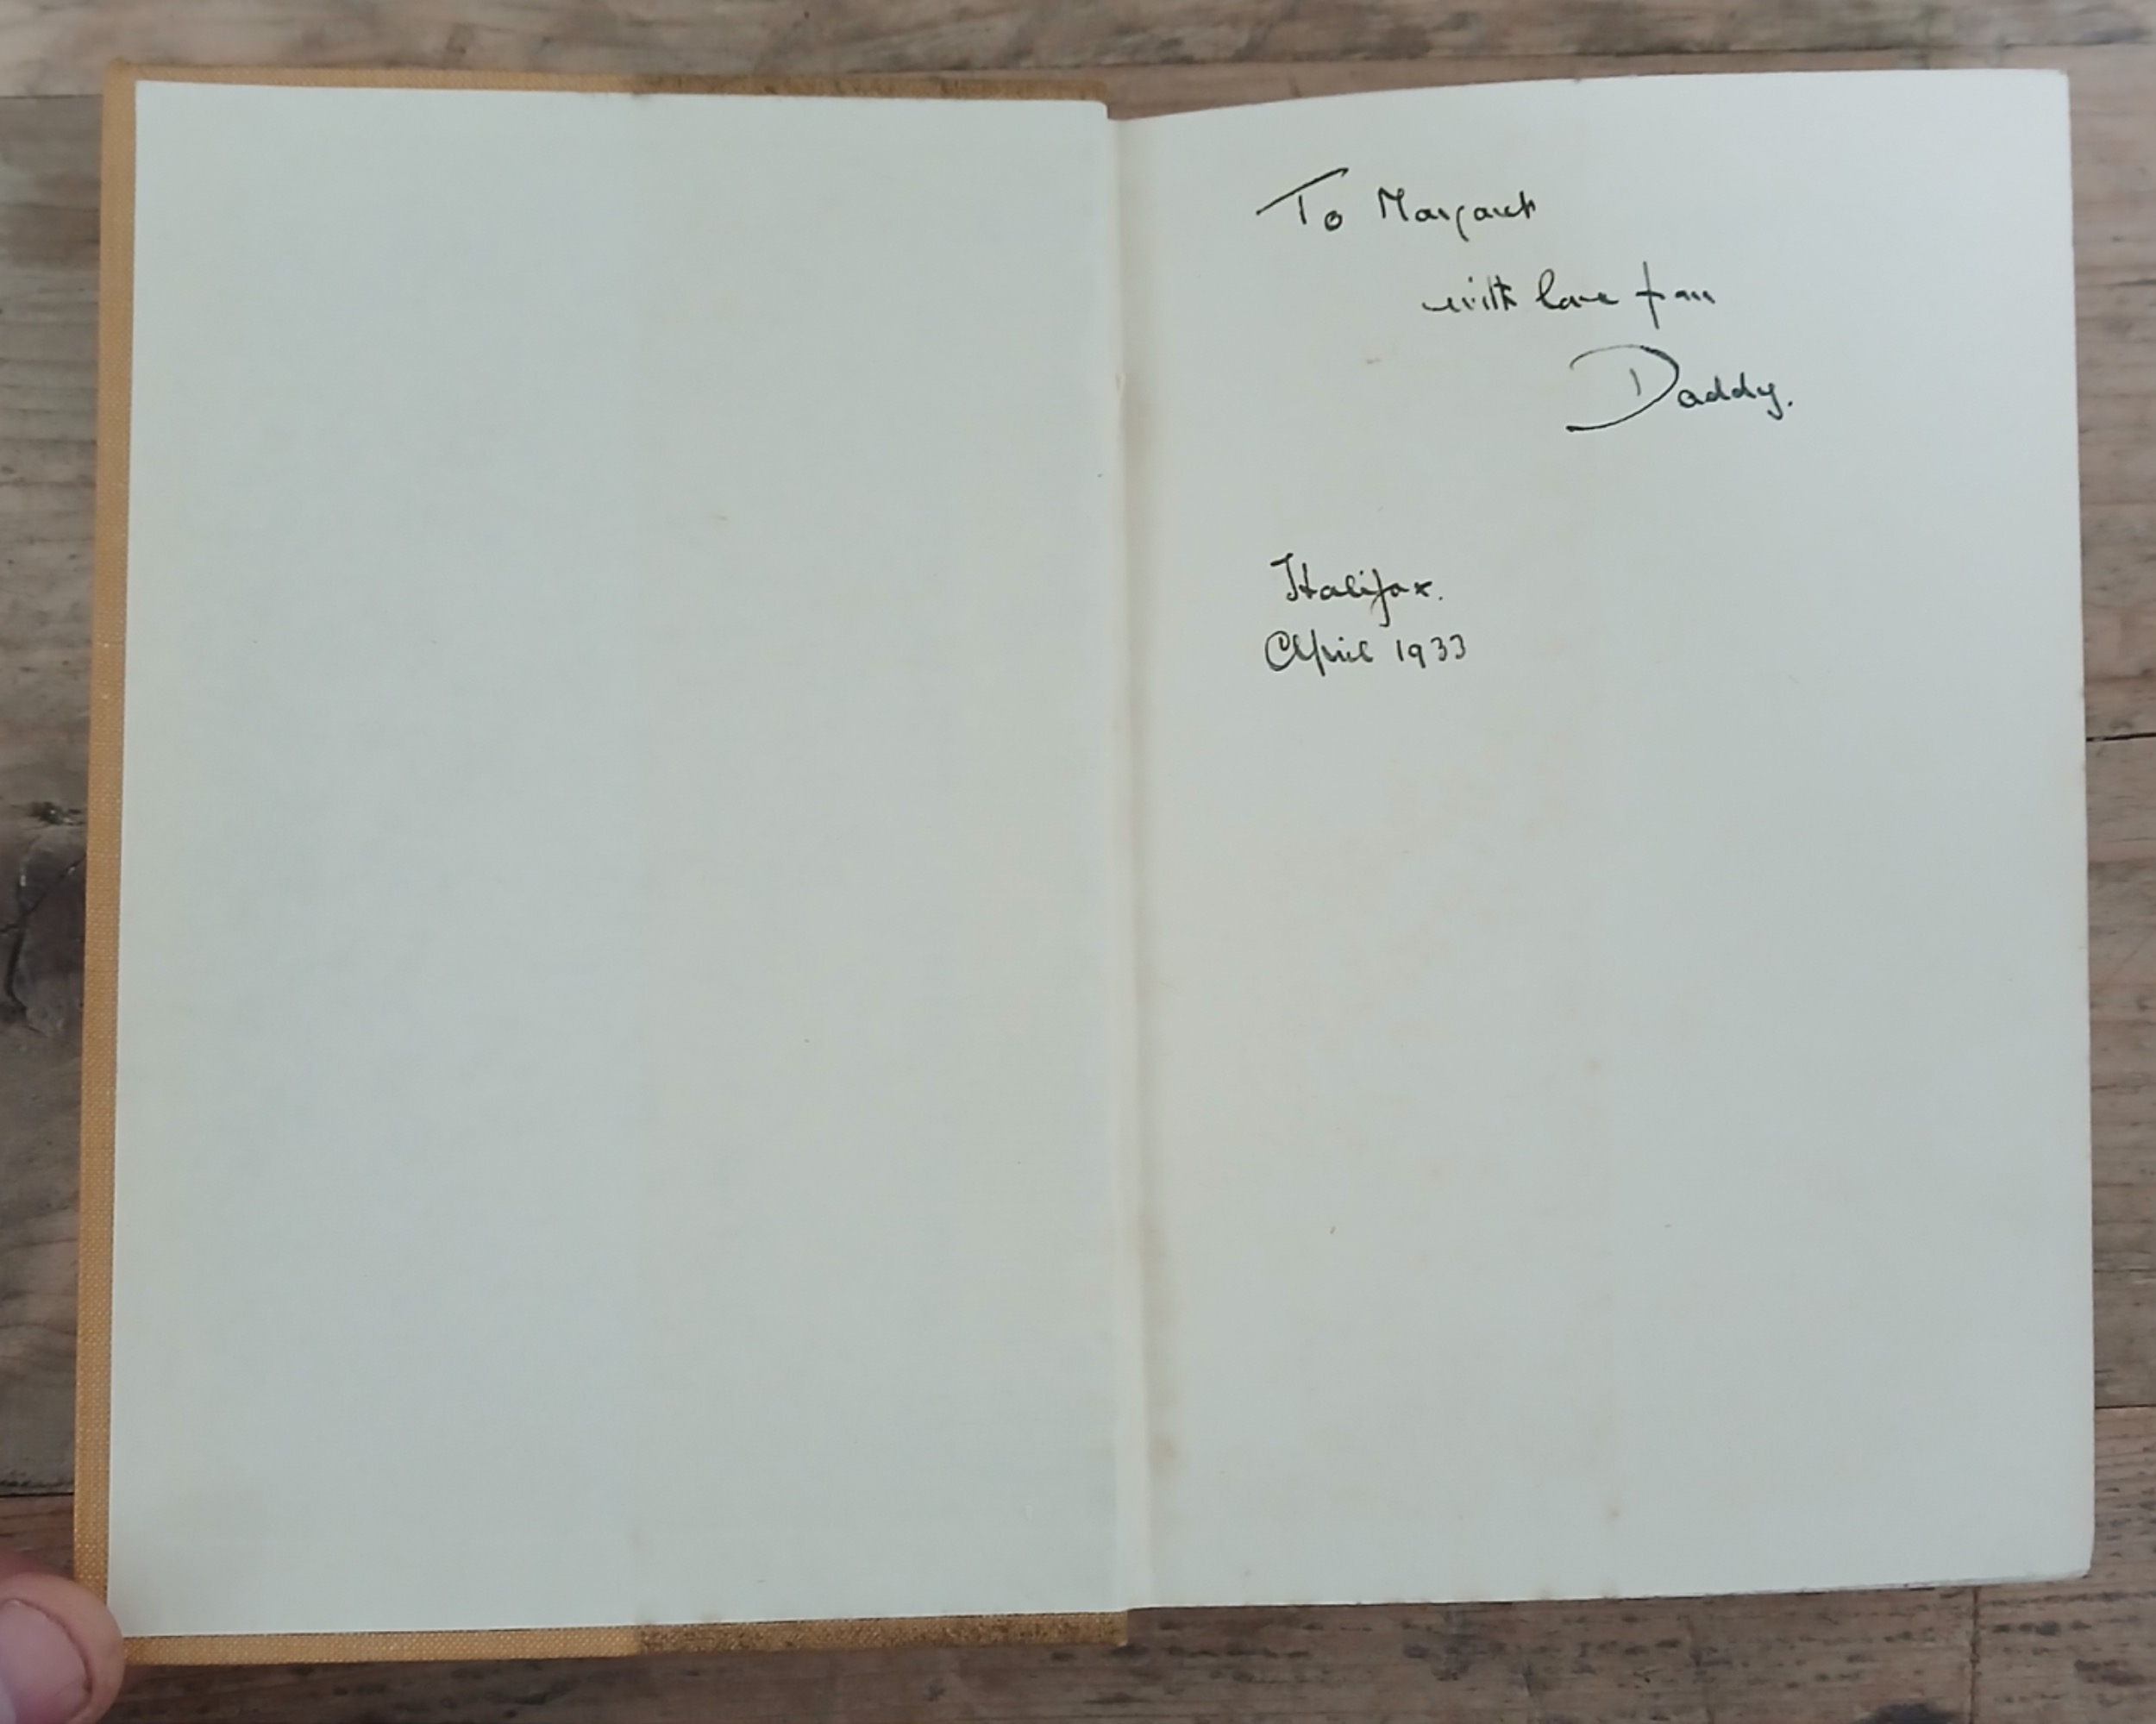 To Margaret
with love from
Daddy.
Halifax.
April 1933